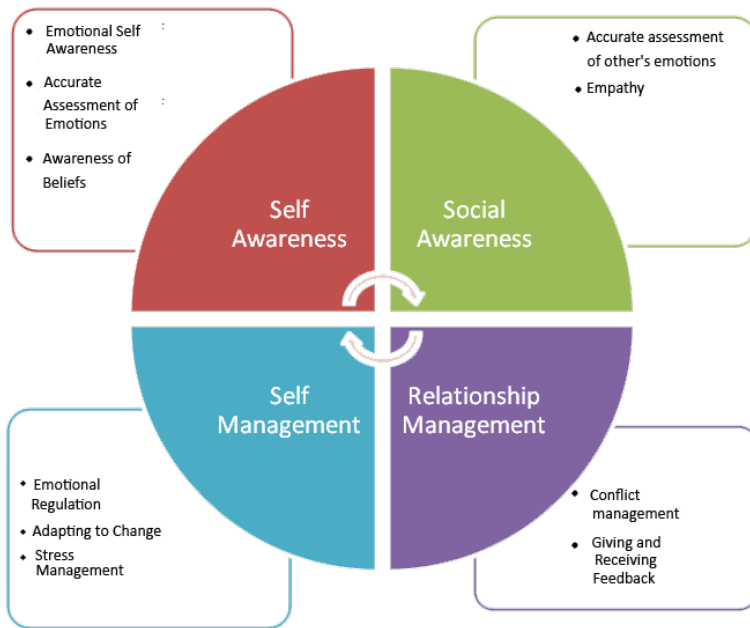 • Emotional Self :
Awareness
• Accurate :
Assessment of
Emotions
• Awareness of
Beliefs
• Accurate assessment
of other's emotions
• Empathy
Self
Awareness
Social
Awareness
Self
Management
Relationship
Management
• Emotional
Regulation
• Adapting to Change
• Stress
Management
• Conflict
management
• Giving and
Receiving
Feedback